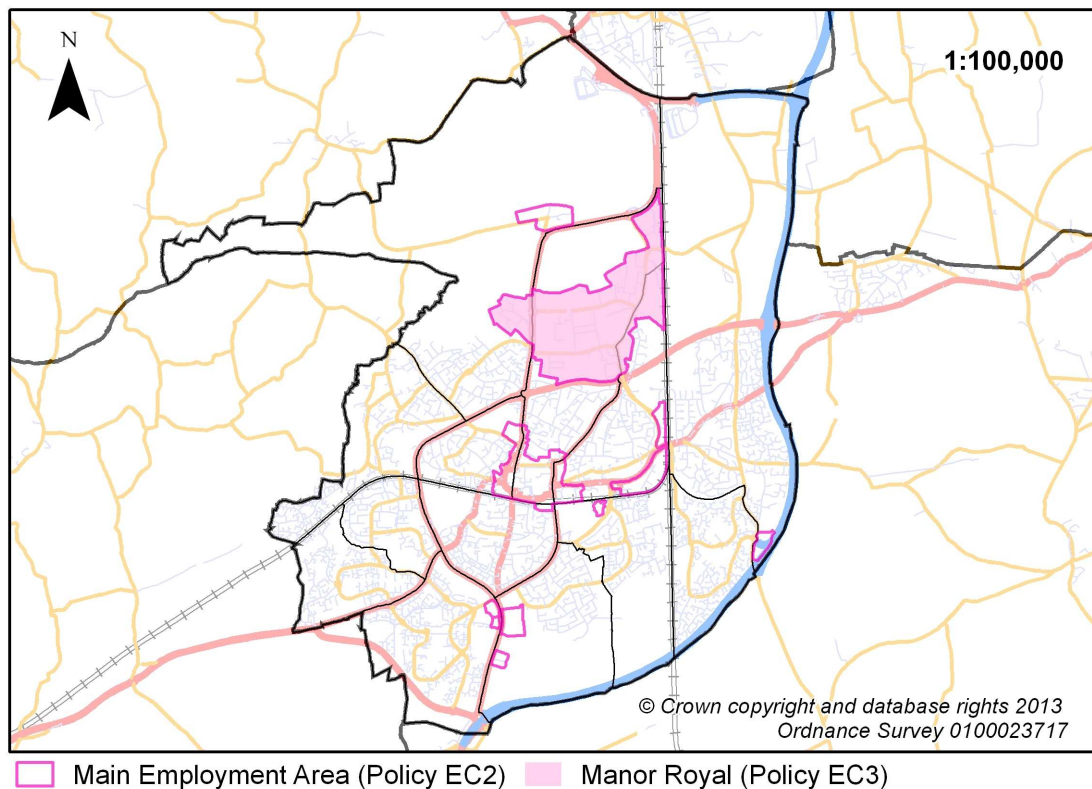 N
1:100,000
© Crown copyright and database rights 2013
Ordnance Survey 0100023717
Main Employment Area (Policy EC2)
Manor Royal (Policy EC3)